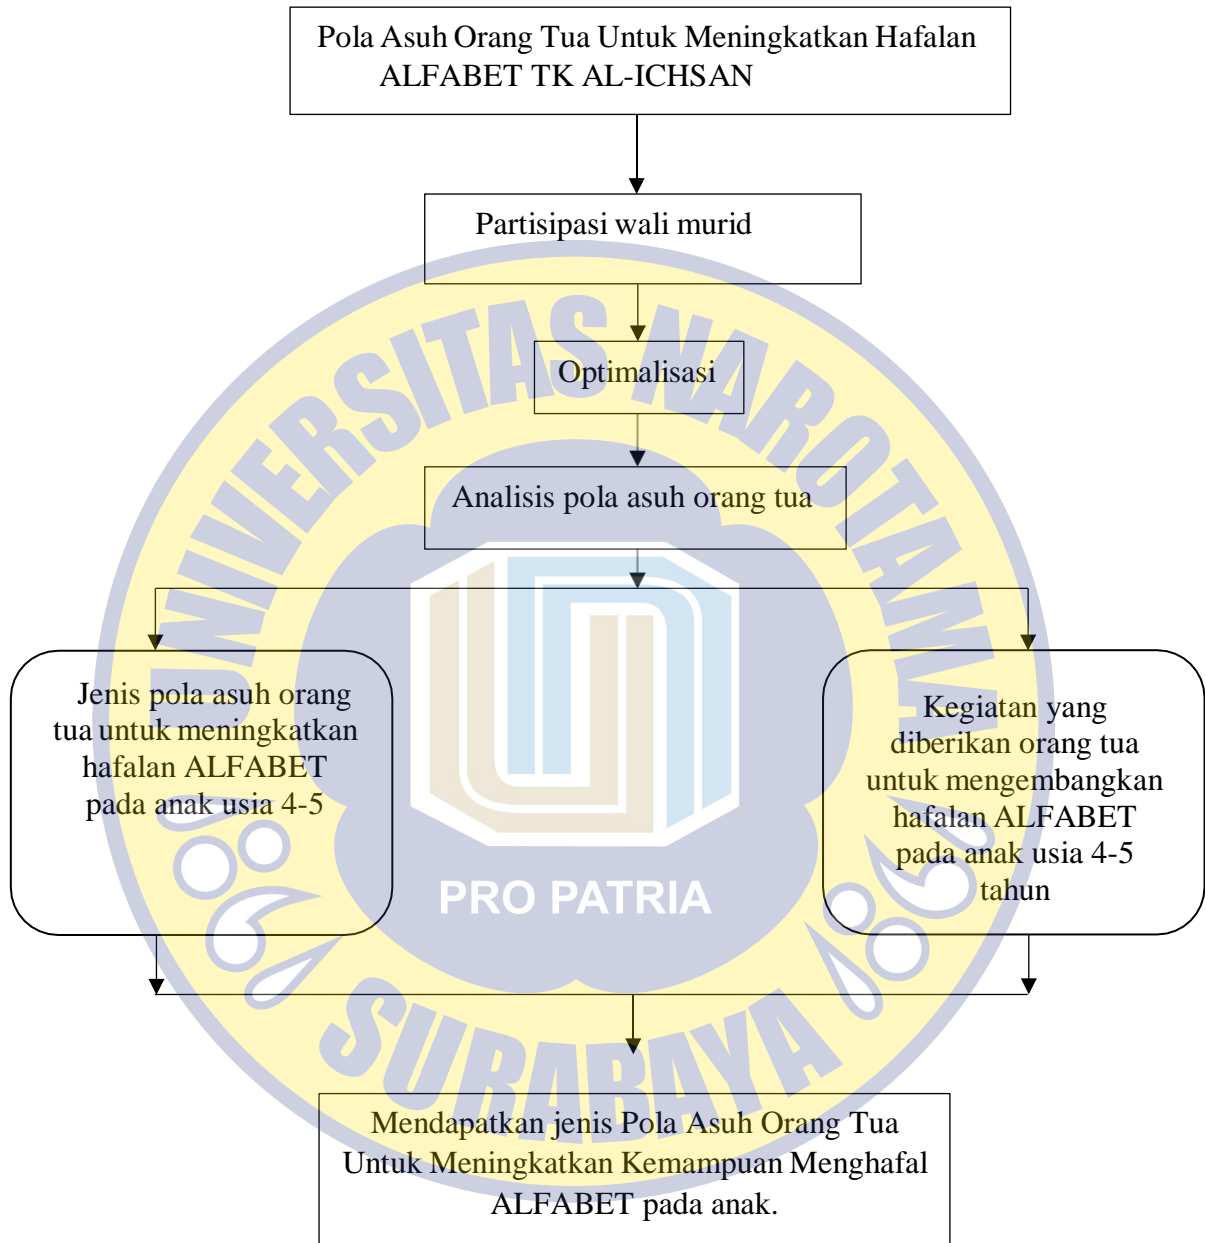 Pola Asuh Orang Tua Untuk Meningkatkan Hafalan
ALFABET TK AL-ICHSAN
Partisipasi wali murid
UNIVERSITAS NAROTAMA
Optimalisasi
Analisis pola asuh orang tua
Jenis pola asuh orang
tua untuk meningkatkan
hafalan ALFABET
pada anak usia 4-5
Kegiatan yang
diberikan orang tua
untuk mengembangkan
hafalan ALFABET
pada anak usia 4-5
tahun
PRO PATRIA
SURABAYA
Mendapatkan jenis Pola Asuh Orang Tua
Untuk Meningkatkan Kemampuan Menghafal
ALFABET pada anak.